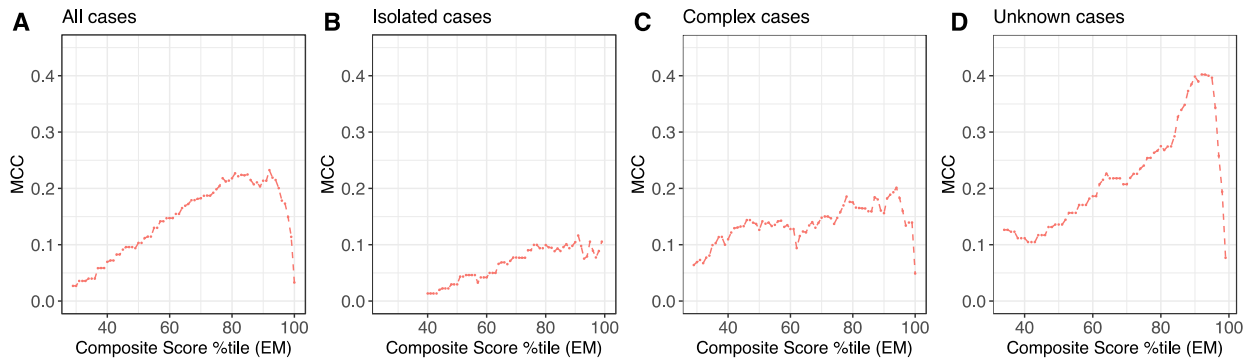 A All cases
MCC
0.4
0.3
0.2
0.1
0.0
40 60 80 100
Composite Score %tile (EM)
B Isolated cases
MCC
0.4
0.3
0.2
0.1
0.0
40 60 80 100
Composite Score %tile (EM)
C Complex cases
MCC
0.4
0.3
0.2
0.1
0.0
40 60 80 100
Composite Score %tile (EM)
D Unknown cases
MCC
0.4
0.3
0.2
0.1
0.0
40 60 80 100
Composite Score %tile (EM)